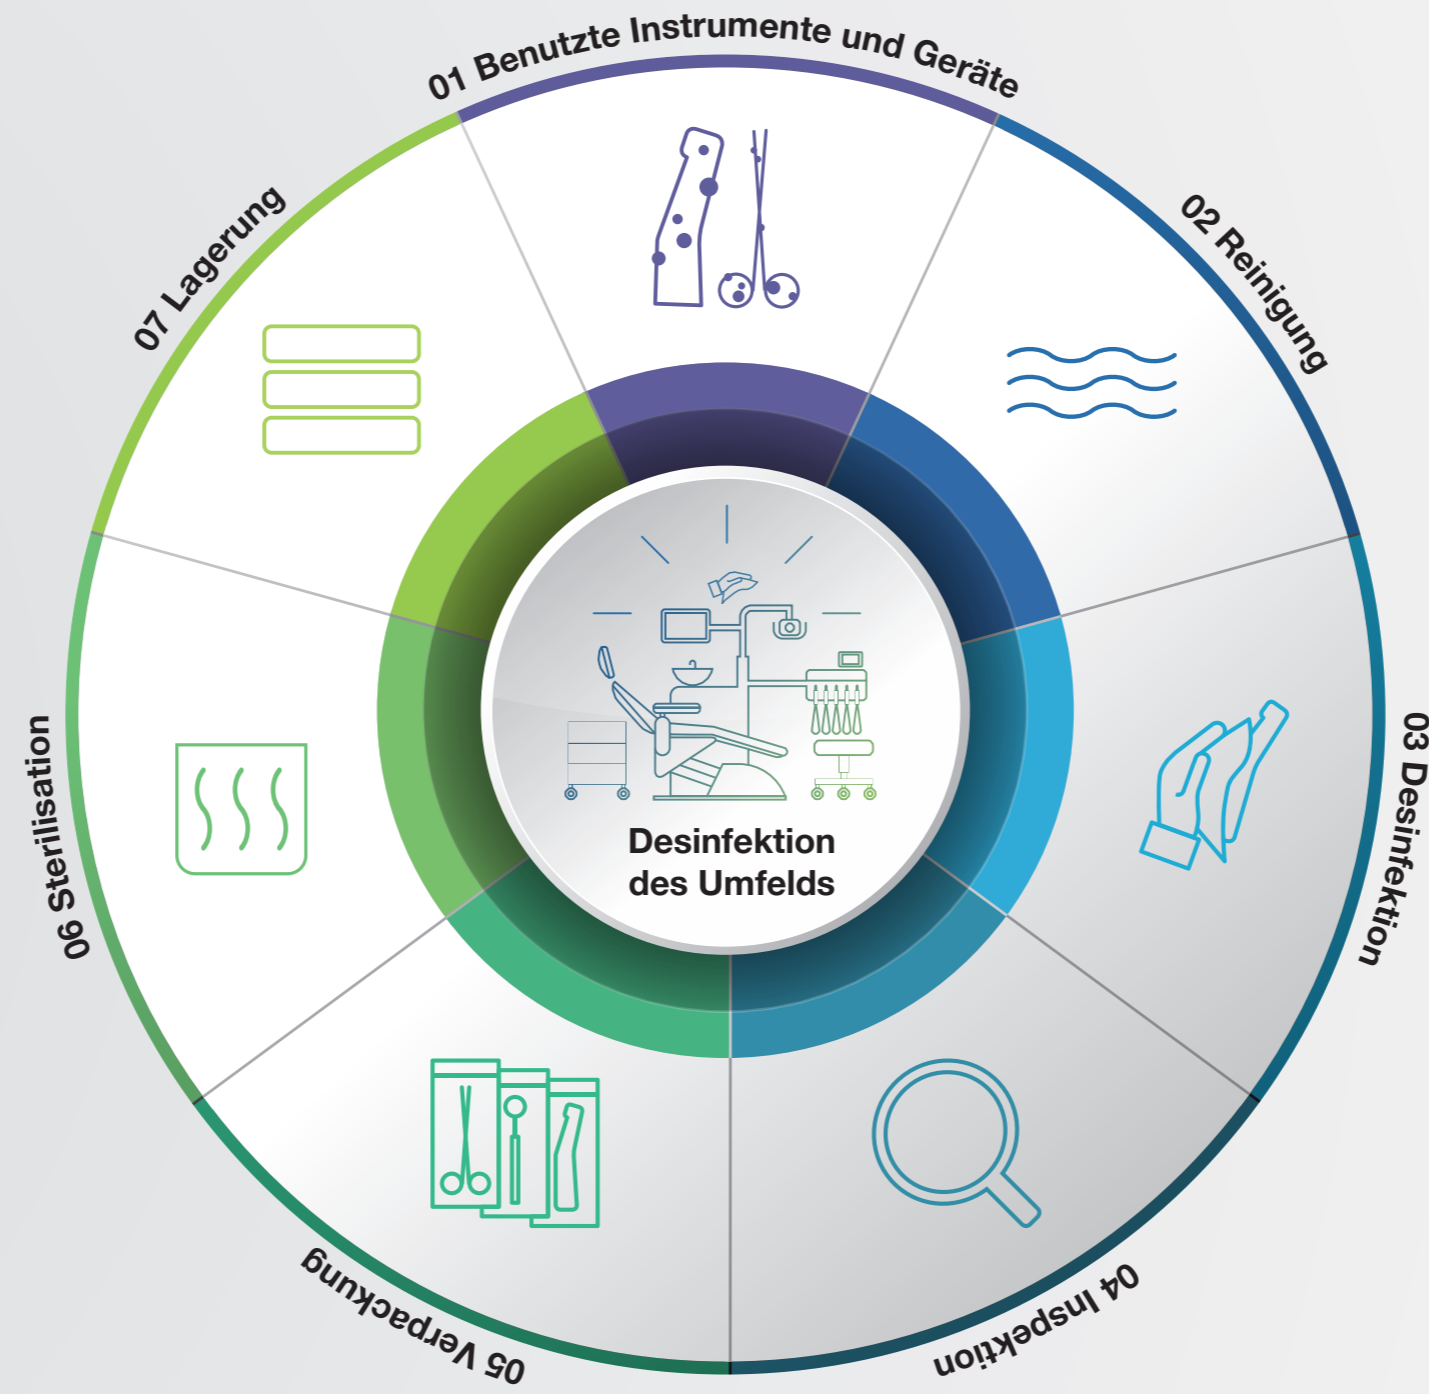 01 Benutzte Instrumente und Geräte
02 Reinigung
03 Desinfektion
04 Inspektion
05 Verpackung
06 Sterilisation
07 Lagerung
Desinfektion
des Umfelds